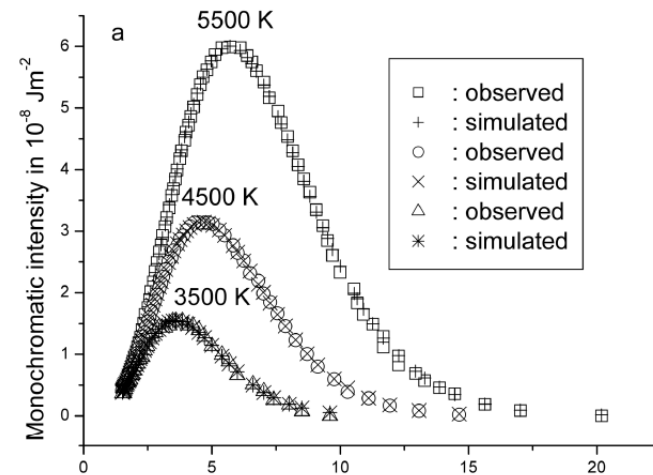 a
5500 K
4500 K
3500 K
□ : observed
+ : simulated
○ : observed
× : simulated
△ : observed
✳ : simulated
Monochromatic intensity in 10⁻⁸ Jm⁻²
6
5
4
3
2
1
0
0 5 10 15 20